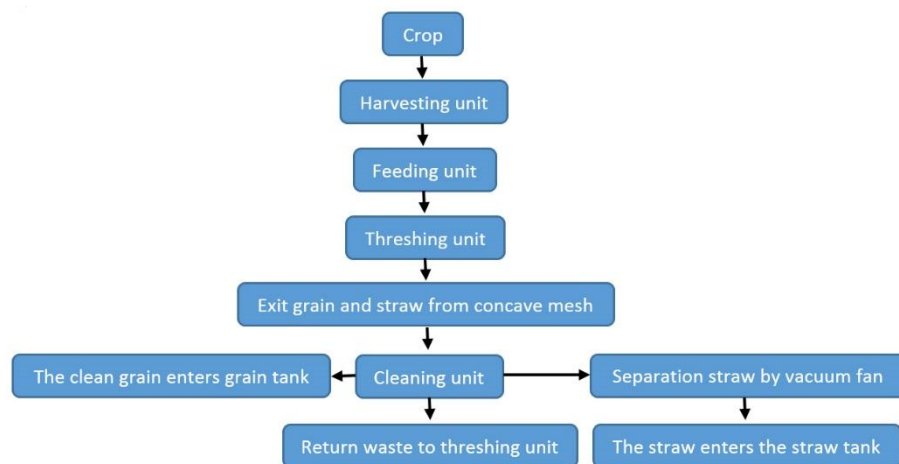 Crop
Harvesting unit
Feeding unit
Threshing unit
Exit grain and straw from concave mesh
The clean grain enters grain tank
Cleaning unit
Separation straw by vacuum fan
Return waste to threshing unit
The straw enters the straw tank